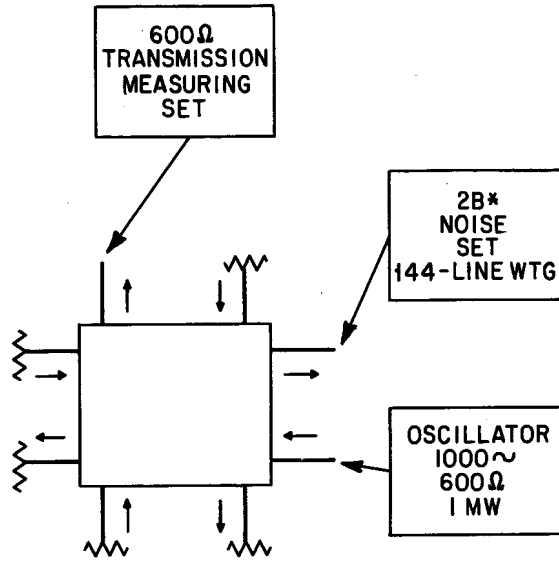 600Ω
TRANSMISSION
MEASURING
SET
2B*
NOISE
SET
144-LINE WTG
OSCILLATOR
1000~
600Ω
1 MW